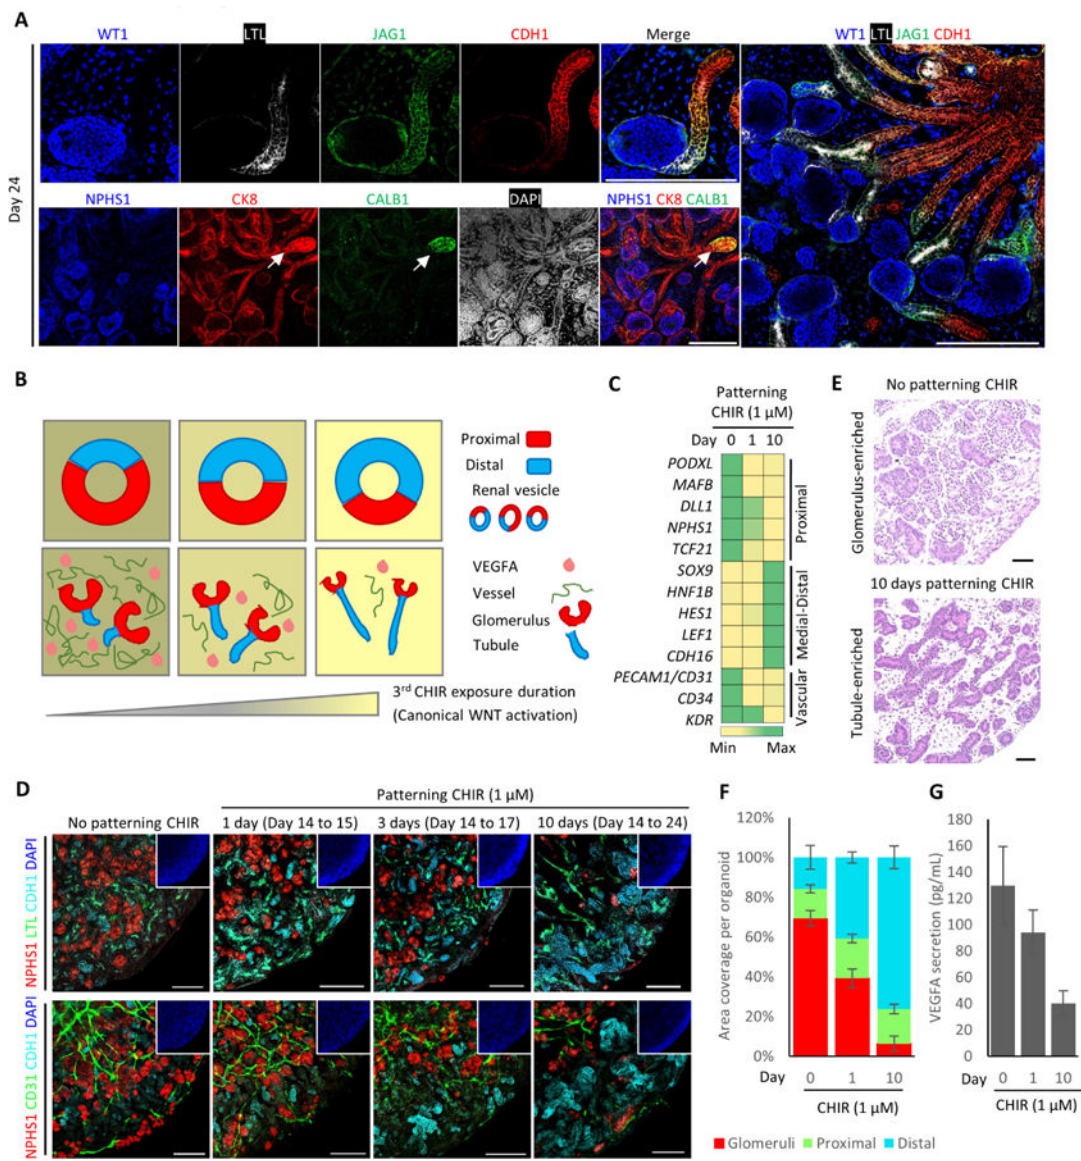 A
WT1 LTL JAG1 CDH1 Merge WT1 LTL JAG1 CDH1
Day 24
NPHS1 CK8 CALB1 DAPI NPHS1 CK8 CALB1
B
Proximal
Distal
Renal vesicle
VEGFA
Vessel
Glomerulus
Tubule
3rd CHIR exposure duration
(Canonical WNT activation)
C
Patterning
CHIR (1 µM)
Day 0 1 10
PODXL
MAFB
DLL1
NPHS1
TCF21
SOX9
HNF1B
HES1
LEF1
CDH16
PECAM1/CD31
CD34
KDR
Proximal
Medial-Distal
Vascular
Min Max
E
No patterning CHIR
Glomerulus-enriched
10 days patterning CHIR
Tubule-enriched
D
Patterning CHIR (1 µM)
No patterning CHIR 1 day (Day 14 to 15) 3 days (Day 14 to 17) 10 days (Day 14 to 24)
NPHS1 LTL CDH1 DAPI
NPHS1 CD31 CDH1 DAPI
F
Area coverage per organoid
120%
100%
80%
60%
40%
20%
0%
Day 0 1 10
CHIR (1 µM)
Glomeruli Proximal Distal
G
VEGFA secretion (pg/mL)
180
160
140
120
100
80
60
40
20
0
Day 0 1 10
CHIR (1 µM)